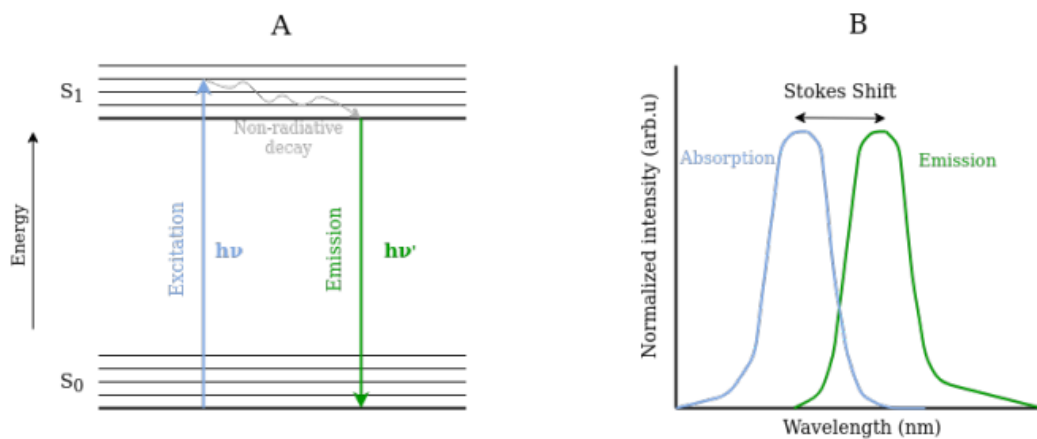 A
S1
Energy
Non-radiative
decay
Excitation
hν
Emission
hν'
S0
B
Normalized intensity (arb.u)
Stokes Shift
Absorption
Emission
Wavelength (nm)